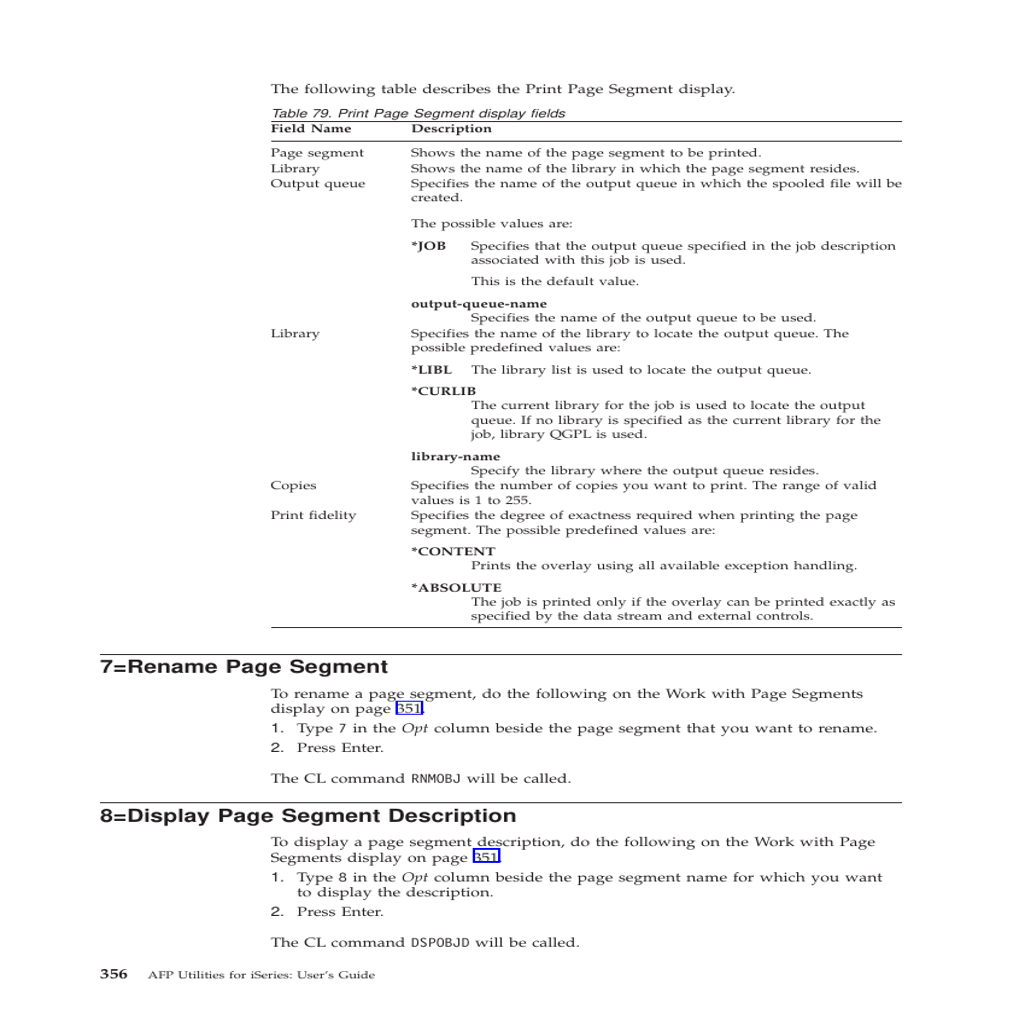 The following table describes the Print Page Segment display.
Table 79. Print Page Segment display fields
Field Name Description
Page segment Shows the name of the page segment to be printed.
Library Shows the name of the library in which the page segment resides.
Output queue Specifies the name of the output queue in which the spooled file will be
created.
The possible values are:
*JOB Specifies that the output queue specified in the job description
associated with this job is used.
This is the default value.
output-queue-name
Specifies the name of the output queue to be used.
Library Specifies the name of the library to locate the output queue. The
possible predefined values are:
*LIBL The library list is used to locate the output queue.
*CURLIB
The current library for the job is used to locate the output
queue. If no library is specified as the current library for the
job, library QGPL is used.
library-name
Specify the library where the output queue resides.
Copies Specifies the number of copies you want to print. The range of valid
values is 1 to 255.
Print fidelity Specifies the degree of exactness required when printing the page
segment. The possible predefined values are:
*CONTENT
Prints the overlay using all available exception handling.
*ABSOLUTE
The job is printed only if the overlay can be printed exactly as
specified by the data stream and external controls.
7=Rename Page Segment
To rename a page segment, do the following on the Work with Page Segments
display on page 351.
1. Type 7 in the Opt column beside the page segment that you want to rename.
2. Press Enter.
The CL command RNMOBJ will be called.
8=Display Page Segment Description
To display a page segment description, do the following on the Work with Page
Segments display on page 351.
1. Type 8 in the Opt column beside the page segment name for which you want
to display the description.
2. Press Enter.
The CL command DSPOBJD will be called.
356 AFP Utilities for iSeries: User's Guide